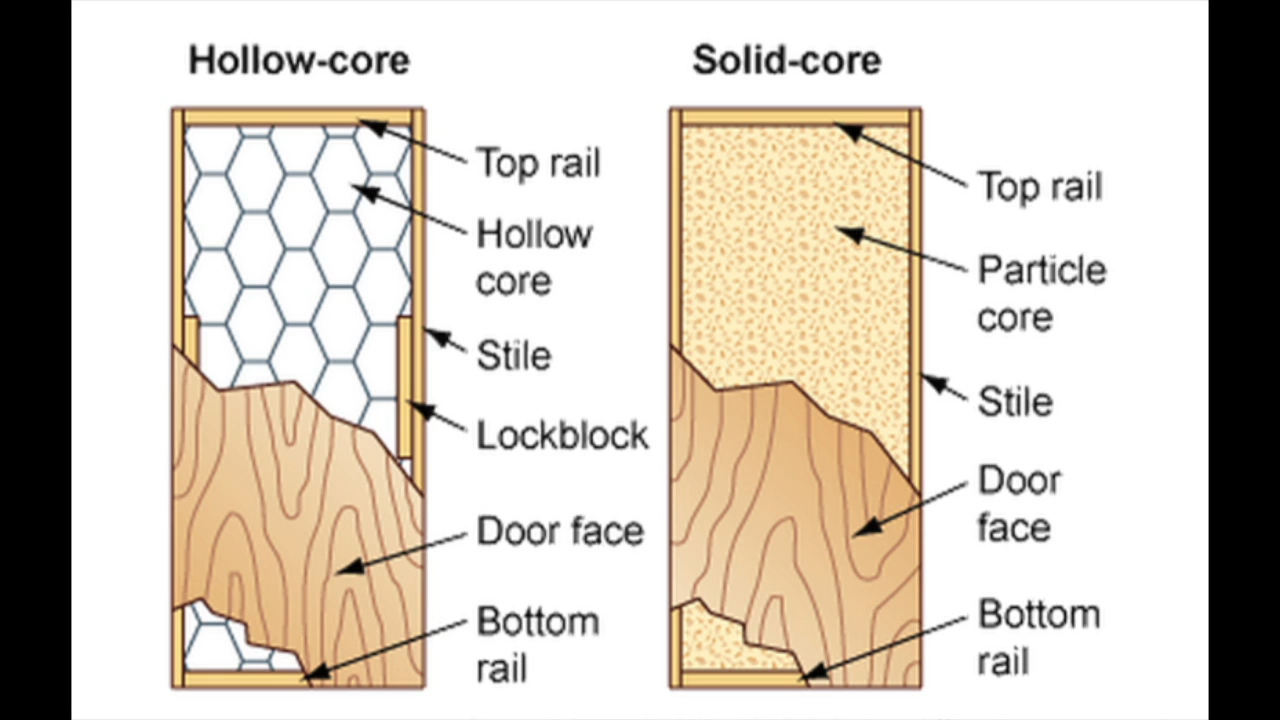 Hollow-core
Top rail
Hollow
core
Stile
Lockblock
Door face
Bottom
rail
Solid-core
Top rail
Particle
core
Stile
Door
face
Bottom
rail